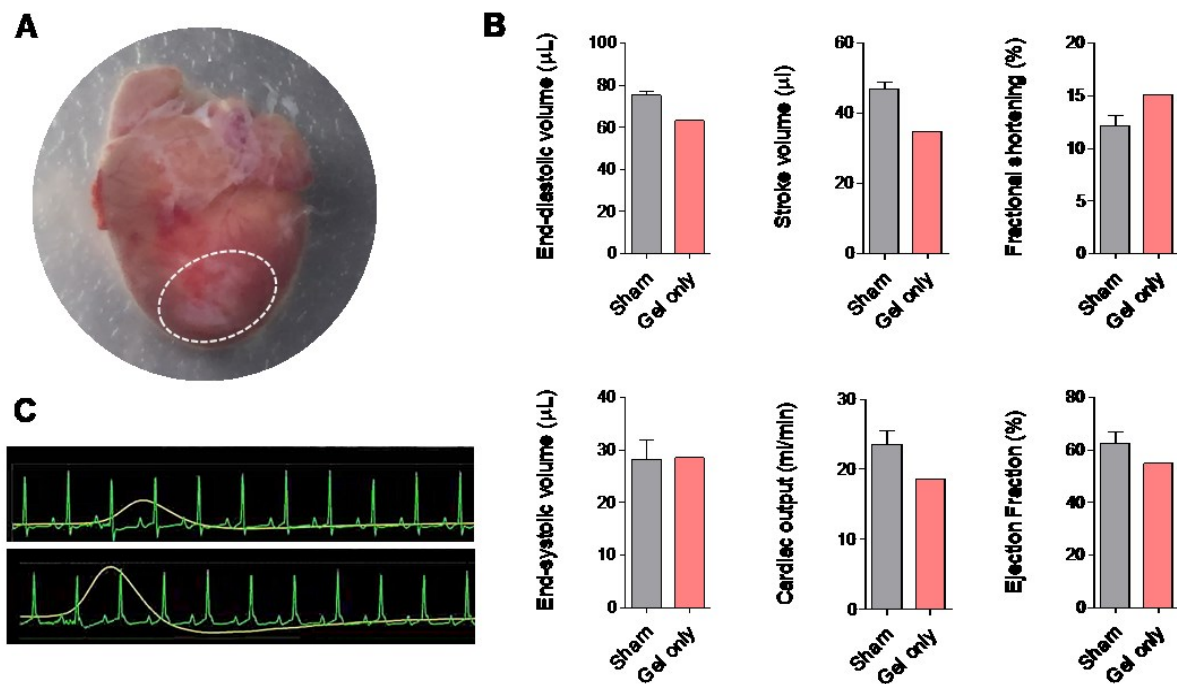 A
B
End-diastolic volume (µL)
100
80
60
40
20
0
Sham
Gel only
Stroke volume (µl)
60
40
20
0
Sham
Gel only
Fractional shortening (%)
20
15
10
5
0
Sham
Gel only
C
End-systolic volume (µL)
40
30
20
10
0
Sham
Gel only
Cardiac output (ml/min)
30
20
10
0
Sham
Gel only
Ejection Fraction (%)
80
60
40
20
0
Sham
Gel only